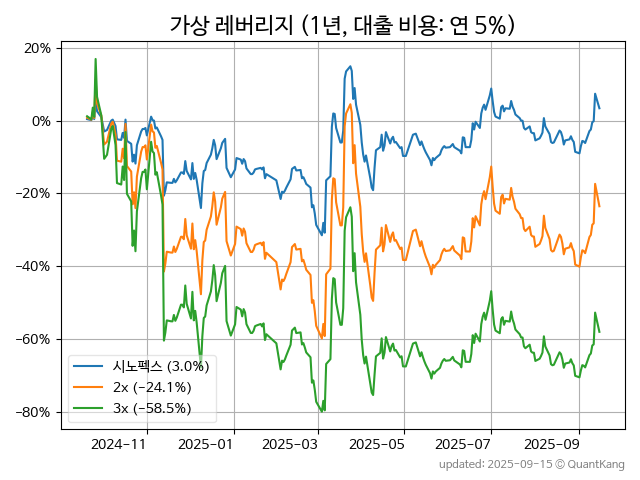 가상 레버리지 (1년, 대출 비용: 연 5%)
20%
0%
−20%
−40%
−60%
−80%
시노펙스 (3.0%)
2x (−24.1%)
3x (−58.5%)
2024-11 2025-01 2025-03 2025-05 2025-07 2025-09
updated: 2025-09-15 © QuantKang